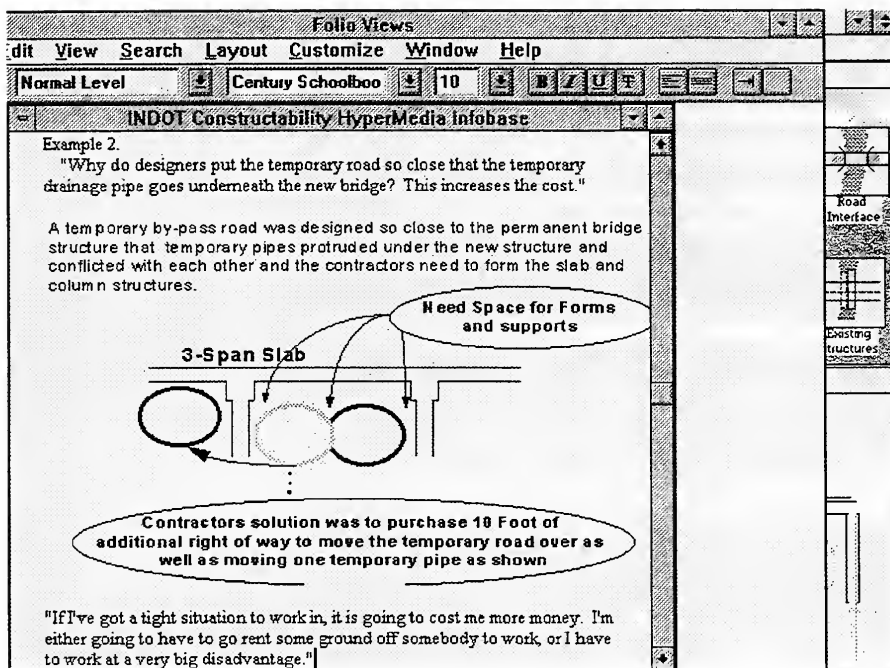 Folio Views
Edit View Search Layout Customize Window Help
Normal Level Century Schoolboo 10 B I U T
INDOT Constructability HyperMedia Infobase
Example 2.
"Why do designers put the temporary road so close that the temporary
drainage pipe goes underneath the new bridge? This increases the cost."
A temporary by-pass road was designed so close to the permanent bridge
structure that temporary pipes protruded under the new structure and
conflicted with each other and the contractors need to form the slab and
column structures.
Need Space for Forms
and supports
3-Span Slab
Contractors solution was to purchase 10 Foot of
additional right of way to move the temporary road over as
well as moving one temporary pipe as shown
"If I've got a tight situation to work in, it is going to cost me more money. I'm
either going to have to go rent some ground off somebody to work, or I have
to work at a very big disadvantage."
Road
Interface
Existing
tructures